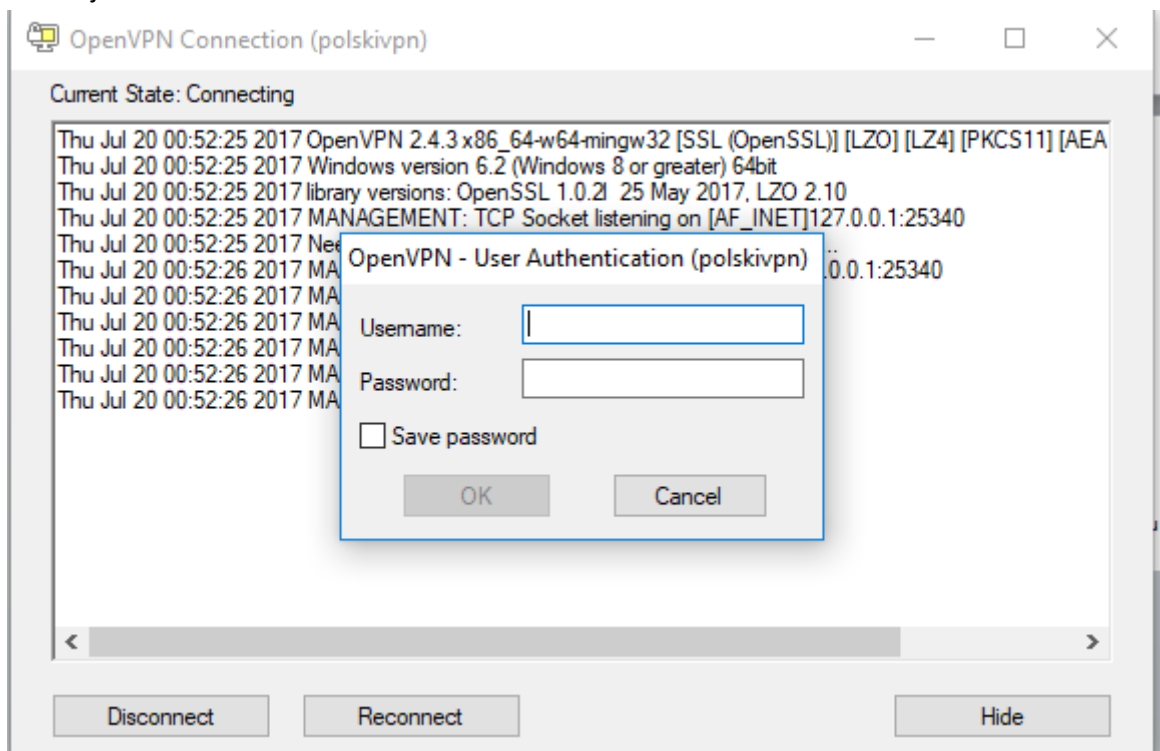 OpenVPN Connection (polskivpn)
Current State: Connecting
Thu Jul 20 00:52:25 2017 OpenVPN 2.4.3 x86_64-w64-mingw32 [SSL (OpenSSL)] [LZO] [LZ4] [PKCS11] [AEA
Thu Jul 20 00:52:25 2017 Windows version 6.2 (Windows 8 or greater) 64bit
Thu Jul 20 00:52:25 2017 library versions: OpenSSL 1.0.2l 25 May 2017, LZO 2.10
Thu Jul 20 00:52:25 2017 MANAGEMENT: TCP Socket listening on [AF_INET]127.0.0.1:25340
Thu Jul 20 00:52:25 2017 Nee
Thu Jul 20 00:52:26 2017 MA .0.0.1:25340
Thu Jul 20 00:52:26 2017 MA
Thu Jul 20 00:52:26 2017 MA
Thu Jul 20 00:52:26 2017 MA
Thu Jul 20 00:52:26 2017 MA
Thu Jul 20 00:52:26 2017 MA
OpenVPN - User Authentication (polskivpn)
Username:
Password:
Save password
OK Cancel
Disconnect Reconnect Hide